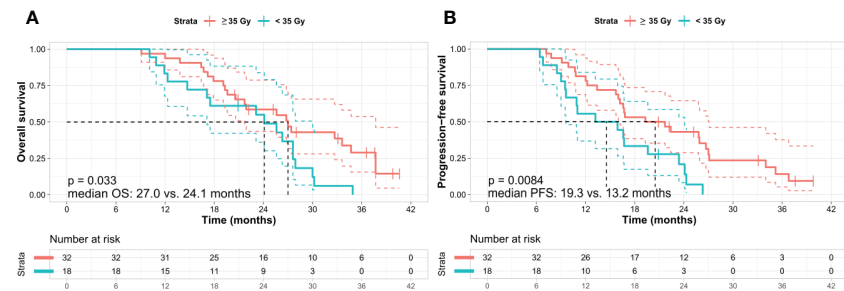 A
Strata ≥ 35 Gy < 35 Gy
Overall survival
1.00
0.75
0.50
0.25
0.00
p = 0.033
median OS: 27.0 vs. 24.1 months
0 6 12 18 24 30 36 42
Time (months)
Number at risk
Strata
32 32 31 25 16 10 6 0
18 18 15 11 9 3 0 0
0 6 12 18 24 30 36 42
B
Strata ≥ 35 Gy < 35 Gy
Progression−free survival
1.00
0.75
0.50
0.25
0.00
p = 0.0084
median PFS: 19.3 vs. 13.2 months
0 6 12 18 24 30 36 42
Time (months)
Number at risk
Strata
32 32 26 17 12 6 3 0
18 18 10 6 3 0 0 0
0 6 12 18 24 30 36 42